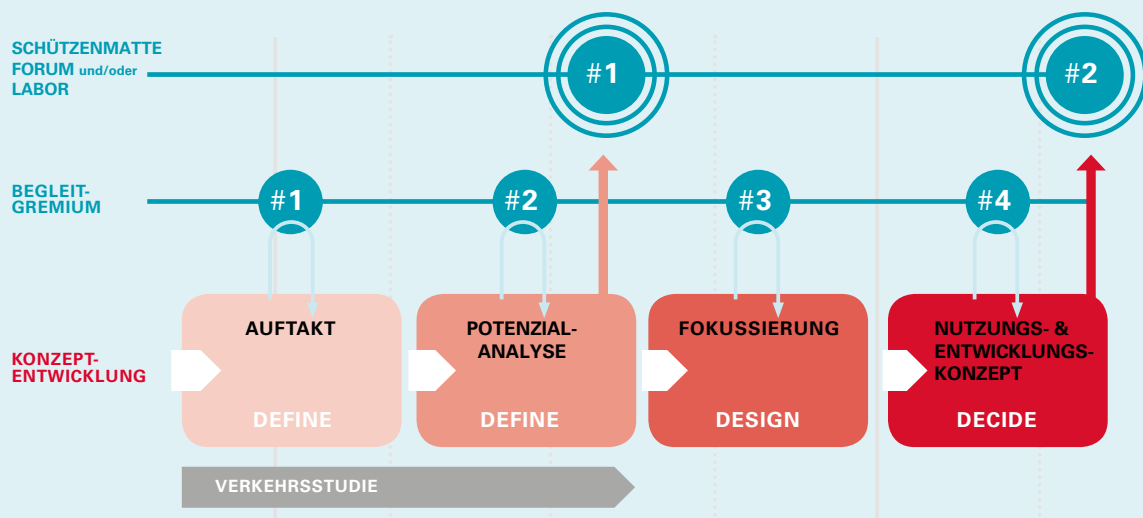 SCHÜTZENMATTE
FORUM und/oder
LABOR
#1
#2
BEGLEIT-
GREMIUM
#1
#2
#3
#4
KONZEPT-
ENTWICKLUNG
AUFTAKT
DEFINE
POTENZIAL-
ANALYSE
DEFINE
FOKUSSIERUNG
DESIGN
NUTZUNGS- &
ENTWICKLUNGS-
KONZEPT
DECIDE
VERKEHRSSTUDIE